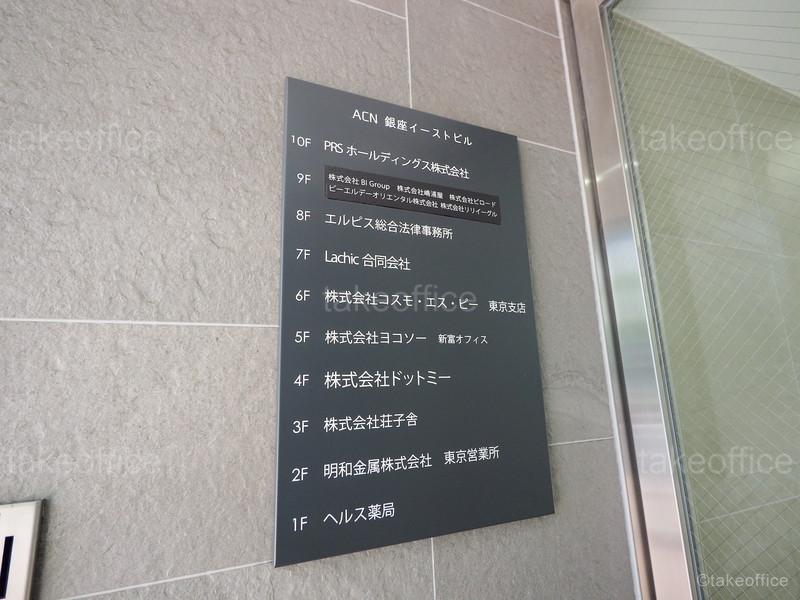 ACN 銀座イーストビル
10F PRS ホールディングス株式会社
9F 株式会社 Bi Group 株式会社嶋浦屋 株式会社ビロード
ピーエルデーオリエンタル株式会社 株式会社リリイーグル
8F エルピス総合法律事務所
7F Lachic 合同会社
6F 株式会社コスモ・エス・ピー 東京支店
5F 株式会社ヨコソー 新富オフィス
4F 株式会社ドットミー
3F 株式会社荘子舎
2F 明和金属株式会社 東京営業所
1F ヘルス薬局
takeoffice
takeoffice
takeoffice
takeoffice
takeoffice
©takeoffice